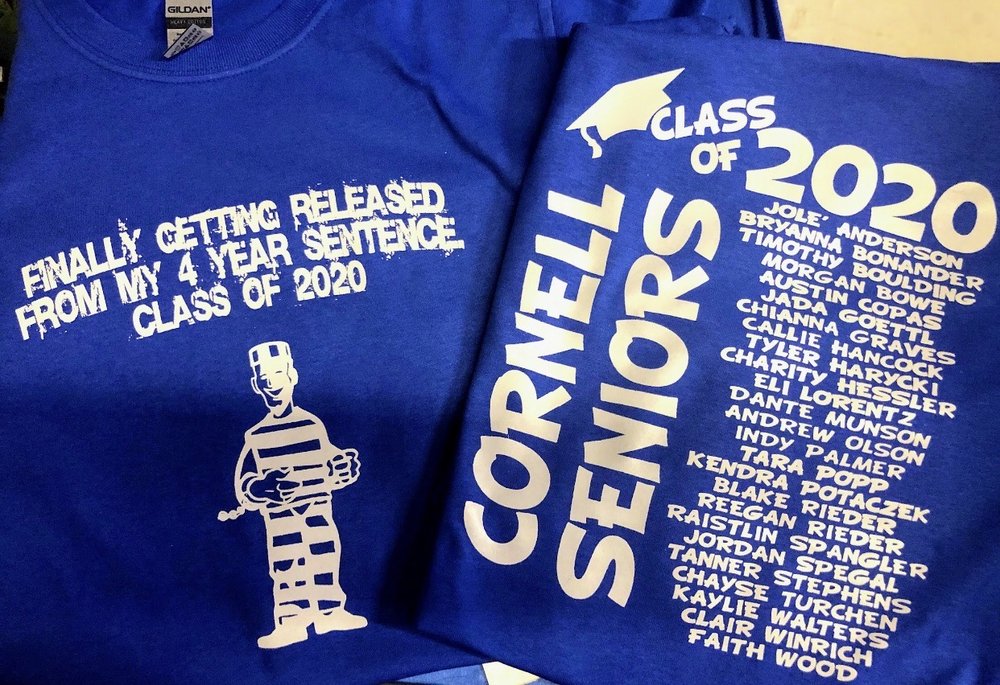 GILDAN
HEAVY COTTON
FINALLY GETTING RELEASED
FROM MY 4 YEAR SENTENCE.
CLASS OF 2020
CLASS
OF 2020
CORNELL
SENIORS
JOLE' ANDERSON
BRYANNA BONANDER
TIMOTHY BOULDING
MORGAN BOWE
AUSTIN COPAS
JADA GOETTL
CHIANNA GRAVES
CALLIE HANCOCK
TYLER HARYCKI
CHARITY HESSLER
ELI LORENTZ
DANTE MUNSON
ANDREW OLSON
INDY PALMER
TARA POPP
KENDRA POTACZEK
BLAKE RIEDER
REEGAN RIEDER
RAISTLIN SPANGLER
JORDAN SPEGAL
TANNER STEPHENS
CHAYSE TURCHEN
KAYLIE WALTERS
CLAIR WINRICH
FAITH WOOD